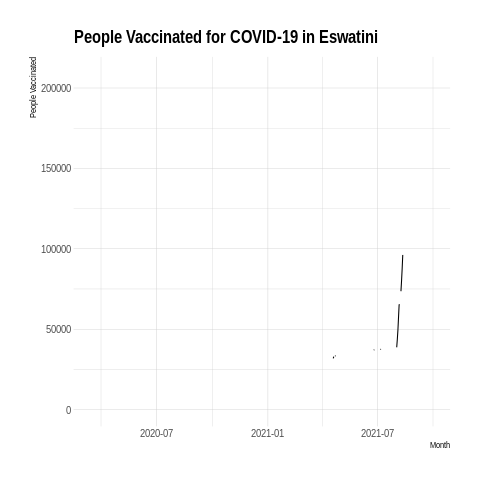 People Vaccinated for COVID-19 in Eswatini
People Vaccinated
200000
150000
100000
50000
0
2020-07 2021-01 2021-07
Month